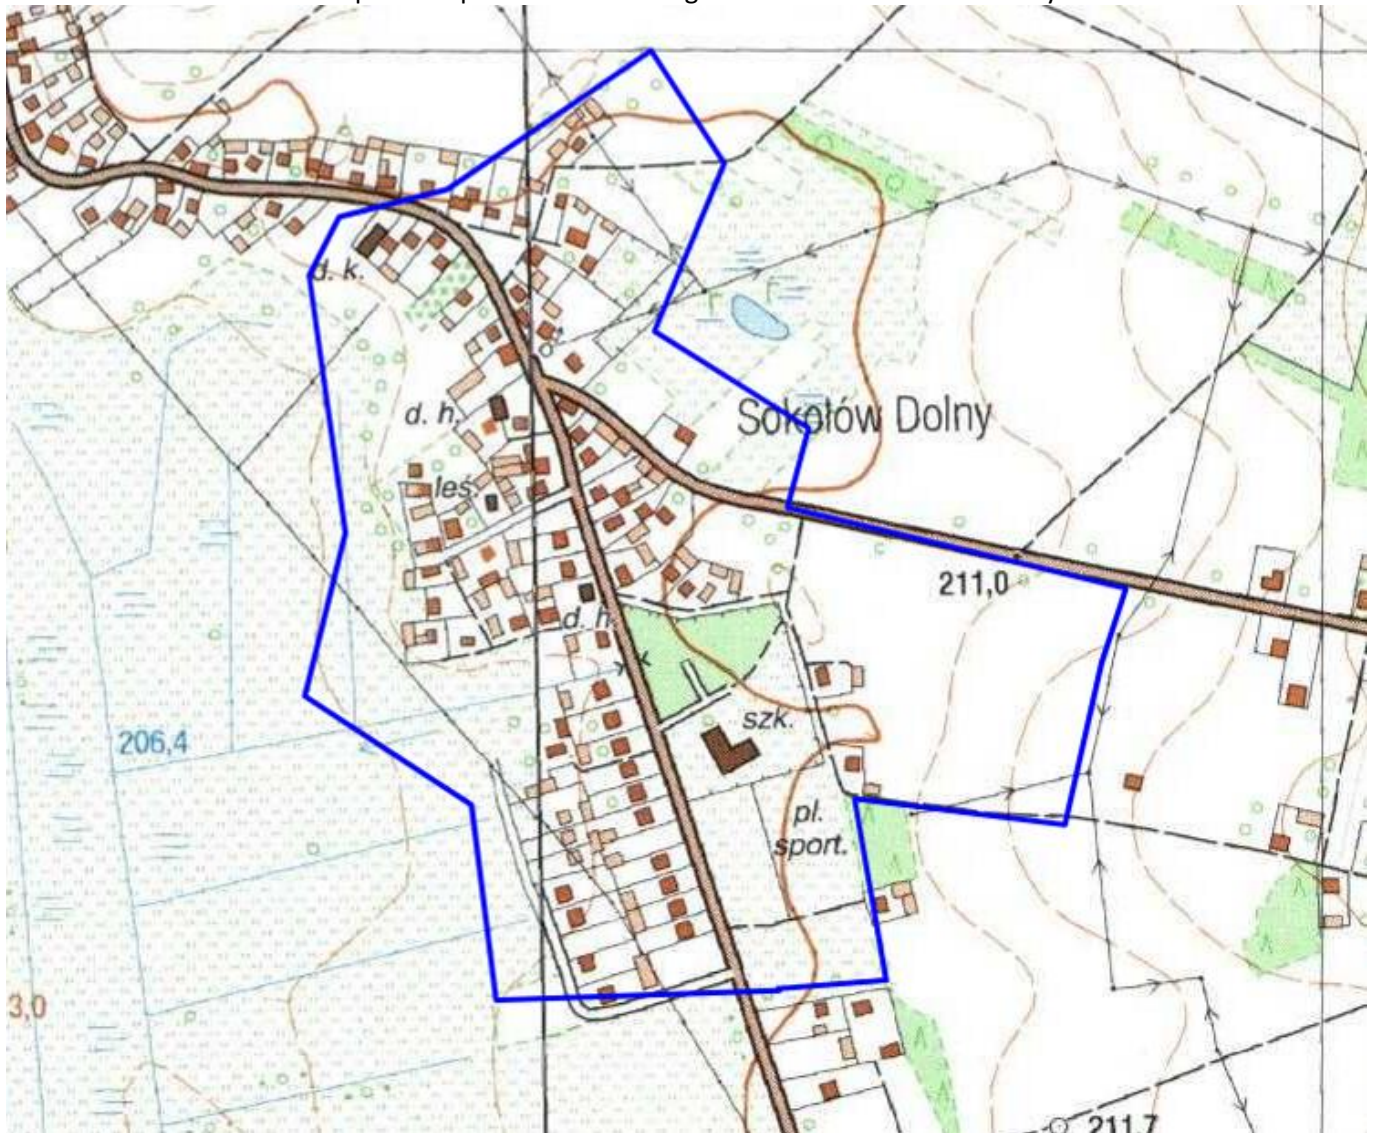 d. k.
Sokołów Dolny
d. h.
leś.
211,0
d. h.
szk.
206,4
pl.
sport.
3,0
211,7